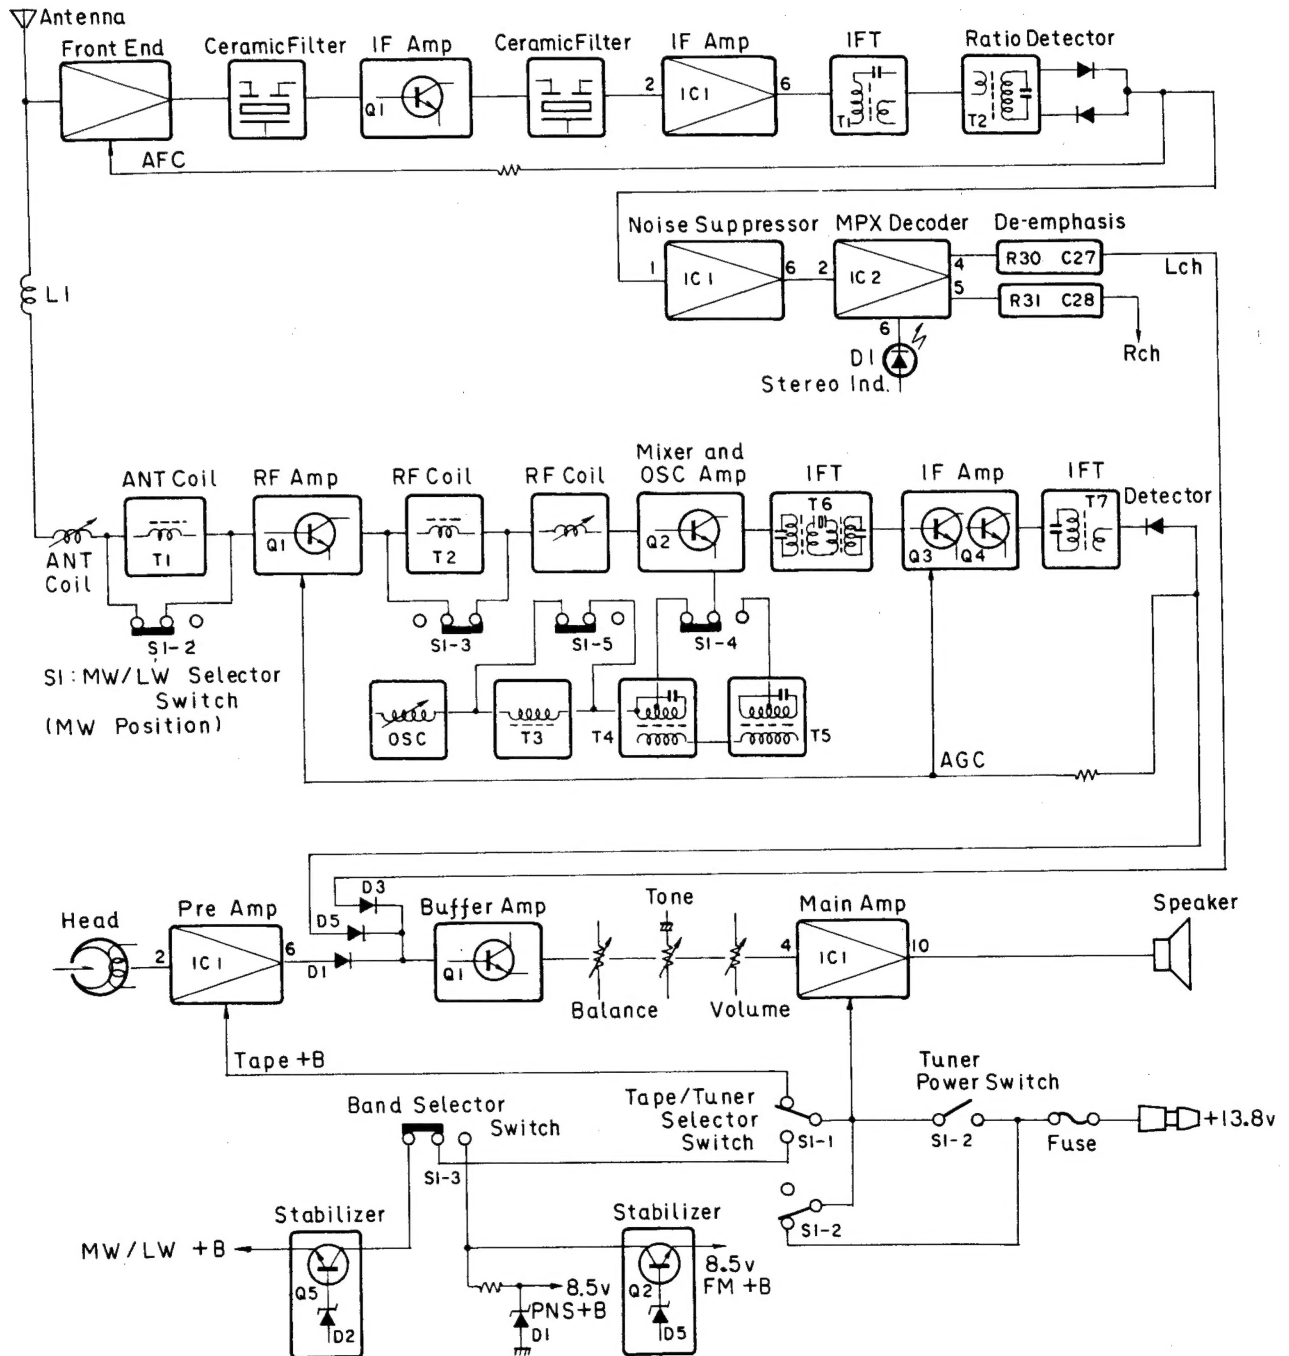 Antenna
Front End
Ceramic Filter
IF Amp
Ceramic Filter
IF Amp
IFT
Ratio Detector
Q1
2
IC1
6
T1
T2
AFC
Noise Suppressor
MPX Decoder
De-emphasis
1
IC1
6
2
IC2
4
5
6
R30 C27
R31 C28
Lch
Rch
D1
Stereo Ind.
L1
ANT Coil
RF Amp
RF Coil
RF Coil
Mixer and
OSC Amp
IFT
IF Amp
IFT
Detector
ANT
Coil
T1
Q1
T2
Q2
T6
Q3
Q4
T7
S1-2
S1-3
S1-5
S1-4
S1:MW/LW Selector
Switch
(MW Position)
OSC
T3
T4
T5
AGC
Head
Pre Amp
D3
D5
D1
Buffer Amp
Tone
Main Amp
Speaker
2
IC1
6
Q1
Balance
Volume
4
IC1
10
Tape +B
Tuner
Power Switch
Band Selector
Switch
Tape/Tuner
Selector
Switch
S1-1
S1-2
Fuse
+13.8v
S1-3
S1-2
Stabilizer
Stabilizer
MW/LW +B
Q5
D2
8.5v
PNS+B
D1
Q2
D5
8.5v
FM +B